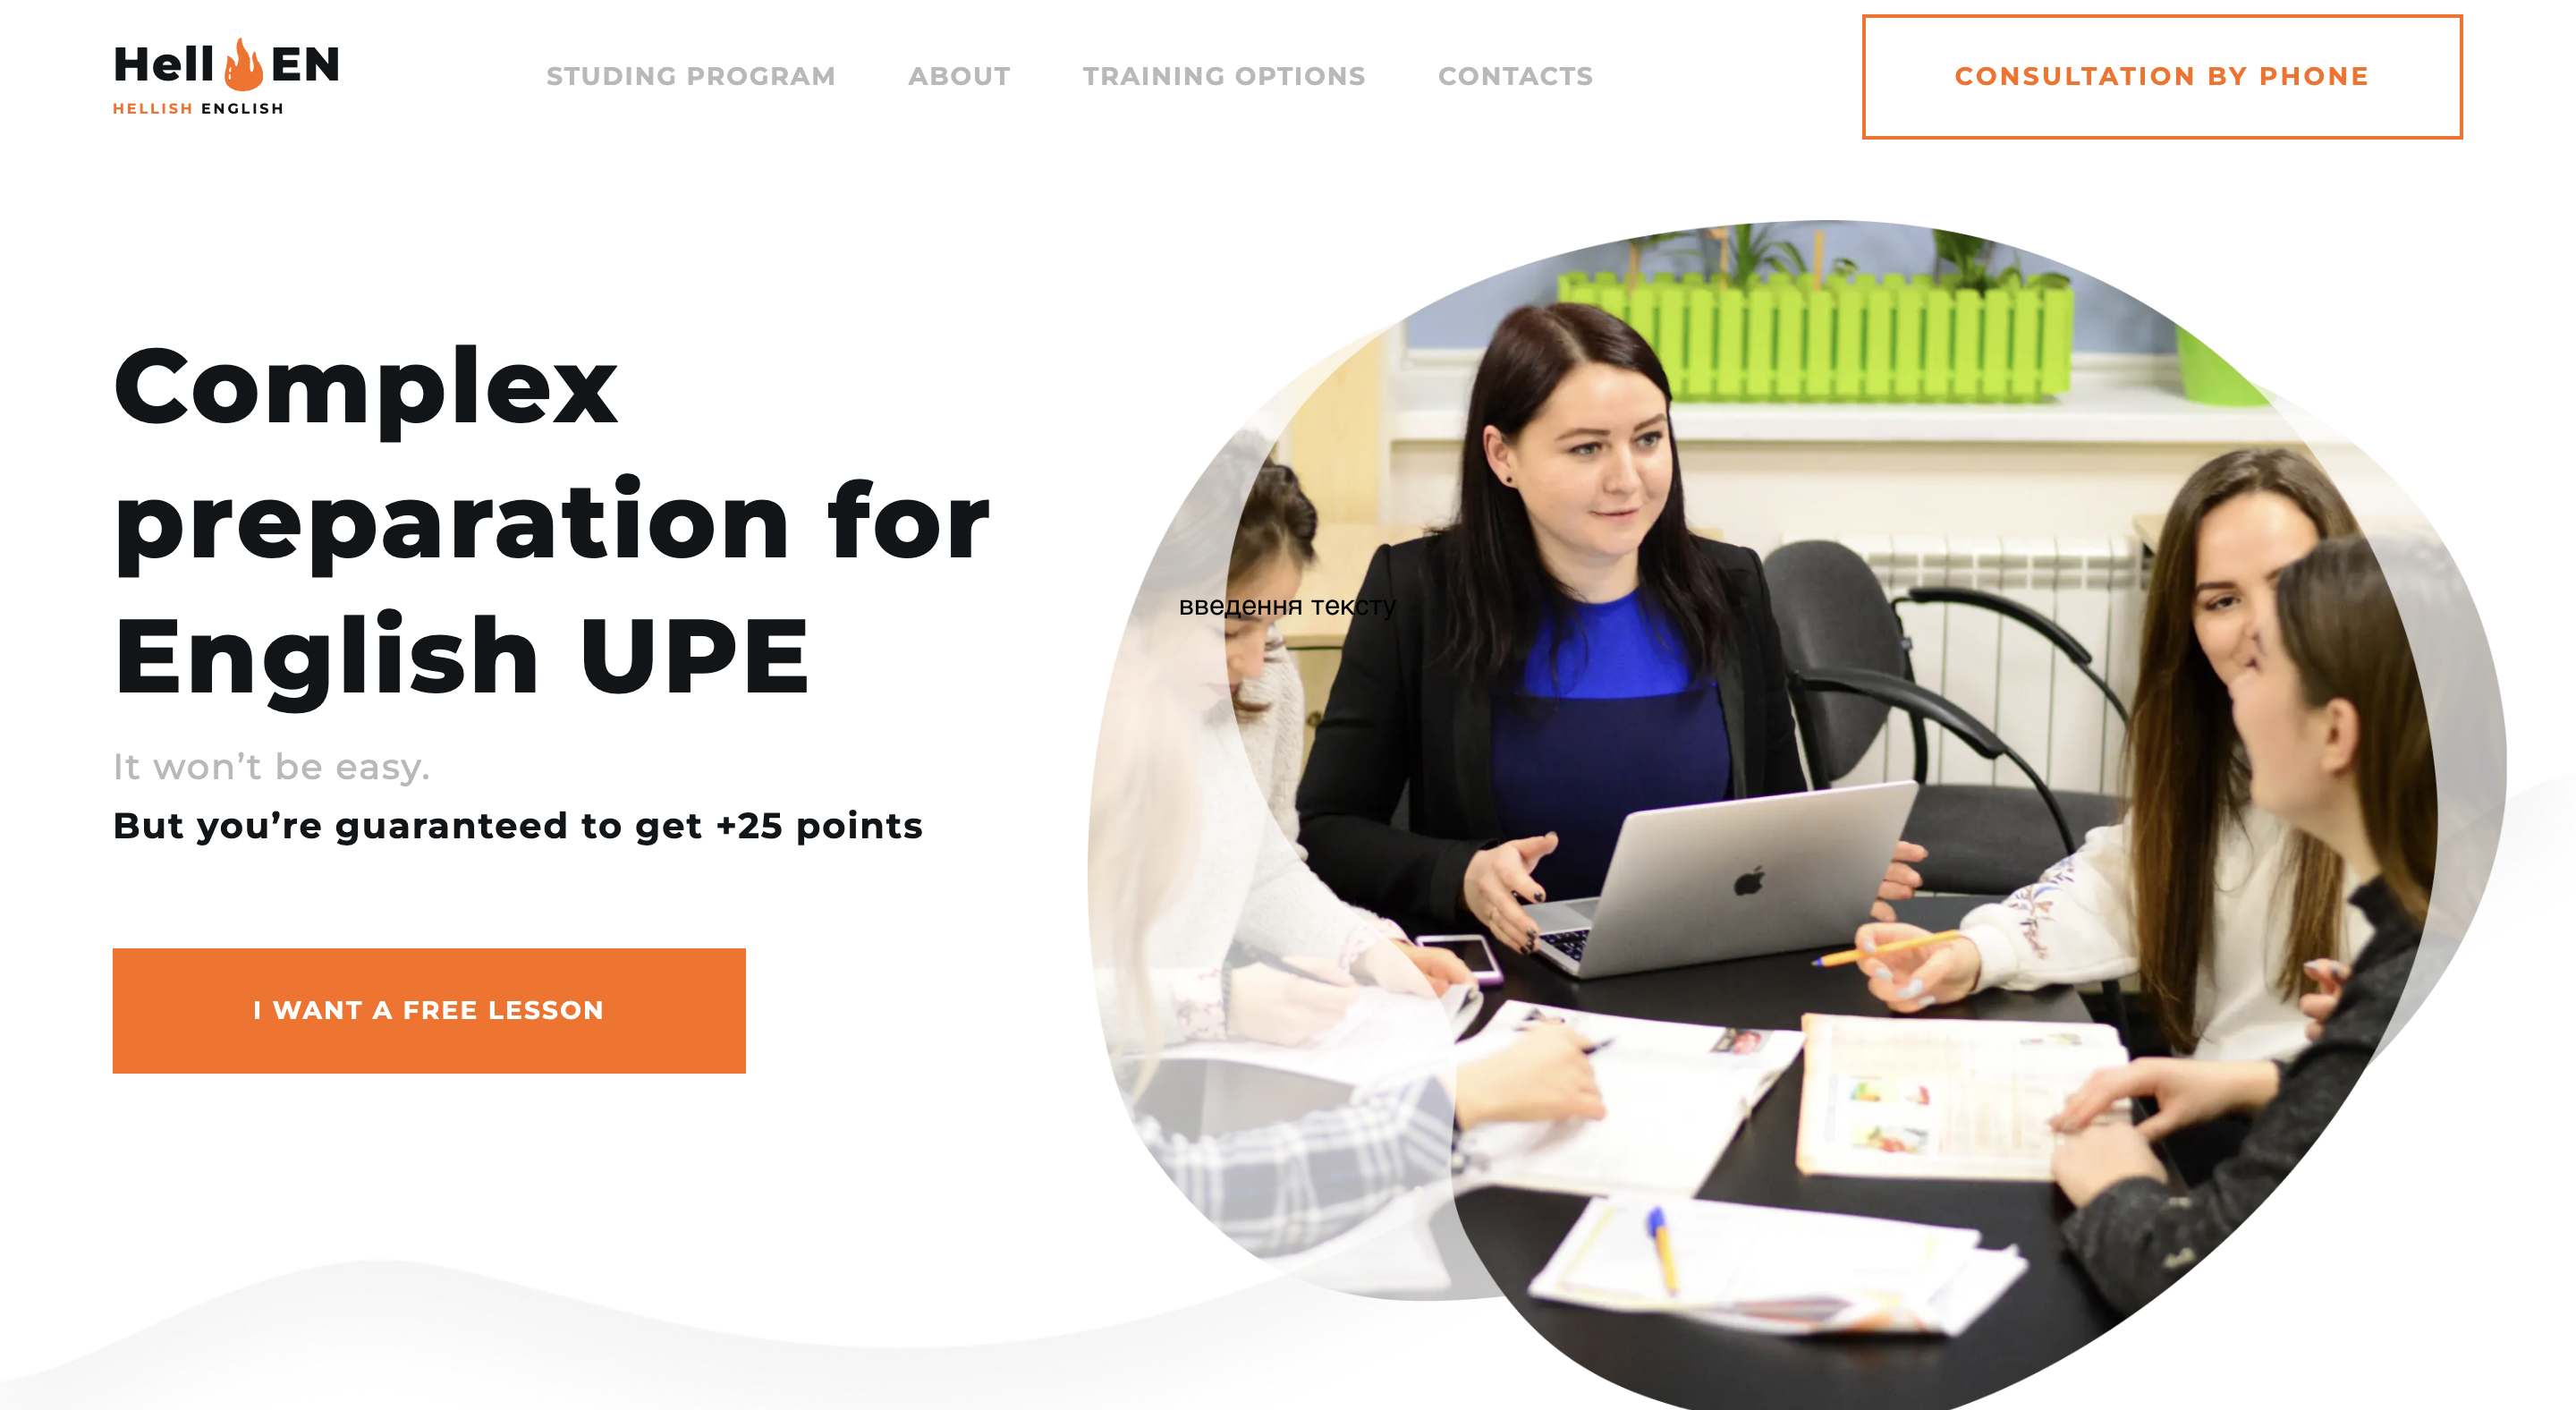 Hell EN
HELLISH ENGLISH
STUDING PROGRAM
ABOUT
TRAINING OPTIONS
CONTACTS
CONSULTATION BY PHONE
Complex
preparation for
English UPE
It won’t be easy.
But you’re guaranteed to get +25 points
I WANT A FREE LESSON
введення тексту